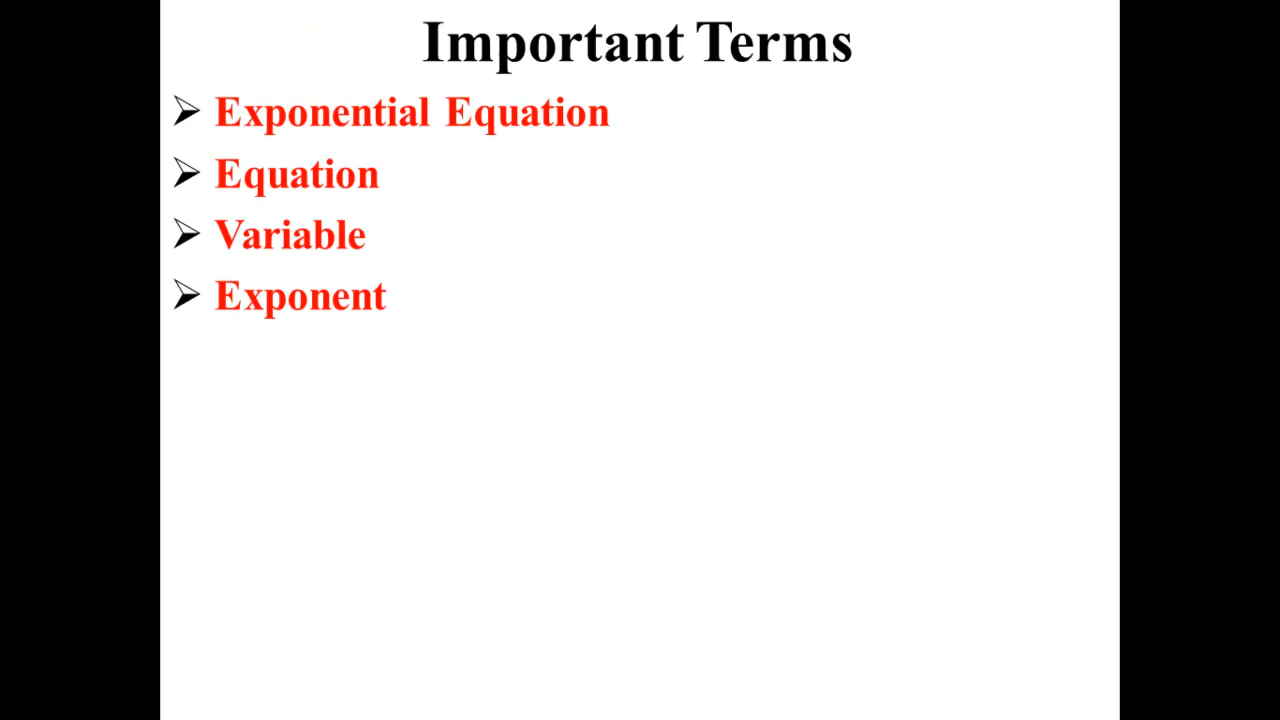 Important Terms
Exponential Equation
Equation
Variable
Exponent